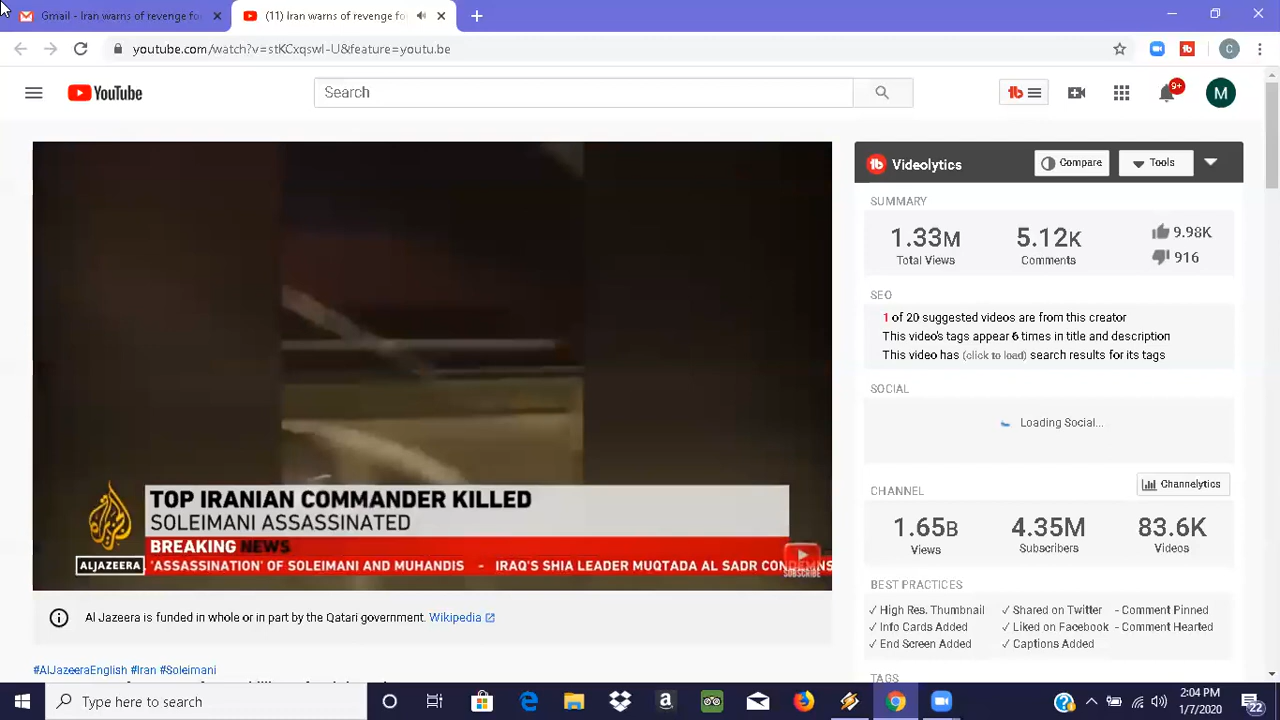 Gmail - Iran warns of revenge fo
(11) Iran warns of revenge fo
youtube.com/watch?v=stKCxqswI-U&feature=youtu.be
C
YouTube
Search
9+
M
TOP IRANIAN COMMANDER KILLED
SOLEIMANI ASSASSINATED
BREAKING NEWS
ALJAZEERA
'ASSASSINATION' OF SOLEIMANI AND MUHANDIS - IRAQ'S SHIA LEADER MUQTADA AL SADR CONDEMNS
SUBSCRIBE
Al Jazeera is funded in whole or in part by the Qatari government. Wikipedia
#AlJazeeraEnglish #Iran #Soleimani
Videolytics
Compare
Tools
SUMMARY
1.33M 5.12K 9.98K
Total Views Comments 916
SEO
1 of 20 suggested videos are from this creator
This video's tags appear 6 times in title and description
This video has (click to load) search results for its tags
SOCIAL
Loading Social...
CHANNEL
Channelytics
1.65B 4.35M 83.6K
Views Subscribers Videos
BEST PRACTICES
✓ High Res. Thumbnail ✓ Shared on Twitter - Comment Pinned
✓ Info Cards Added ✓ Liked on Facebook - Comment Hearted
✓ End Screen Added ✓ Captions Added
TAGS
Type here to search
2:04 PM
1/7/2020
22